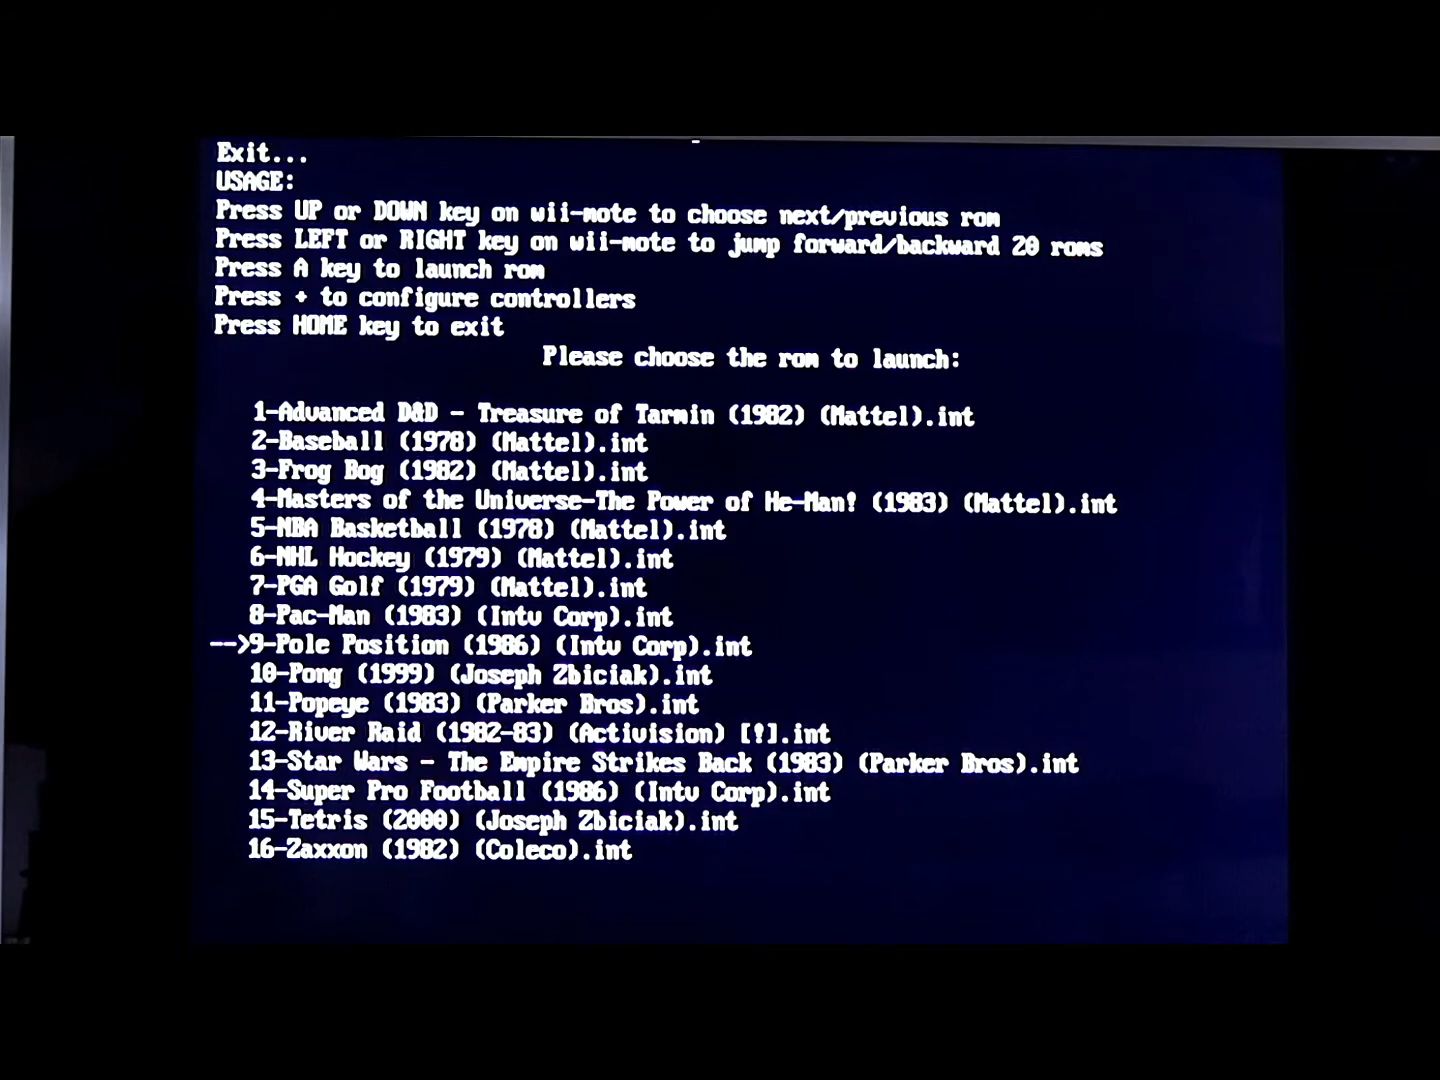 Exit...
USAGE:
Press UP or DOWN key on wii-mote to choose next/previous rom
Press LEFT or RIGHT key on wii-mote to jump forward/backward 20 roms
Press A key to launch rom
Press + to configure controllers
Press HOME key to exit
Please choose the rom to launch:
1-Advanced D&D - Treasure of Tarmin (1982) (Mattel).int
2-Baseball (1978) (Mattel).int
3-Frog Bog (1982) (Mattel).int
4-Masters of the Universe-The Power of He-Man! (1983) (Mattel).int
5-NBA Basketball (1978) (Mattel).int
6-NHL Hockey (1979) (Mattel).int
7-PGA Golf (1979) (Mattel).int
8-Pac-Man (1983) (Intv Corp).int
-->9-Pole Position (1986) (Intv Corp).int
10-Pong (1999) (Joseph Zbiciak).int
11-Popeye (1983) (Parker Bros).int
12-River Raid (1982-83) (Activision) [!].int
13-Star Wars - The Empire Strikes Back (1983) (Parker Bros).int
14-Super Pro Football (1986) (Intv Corp).int
15-Tetris (2000) (Joseph Zbiciak).int
16-Zaxxon (1982) (Coleco).int